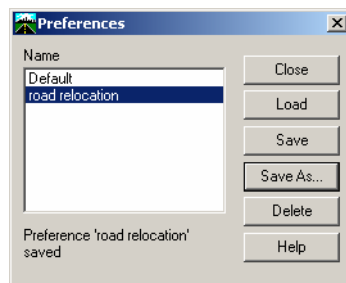 Preferences
Name
Default
road relocation
Close
Load
Save
Save As...
Delete
Help
Preference 'road relocation'
saved